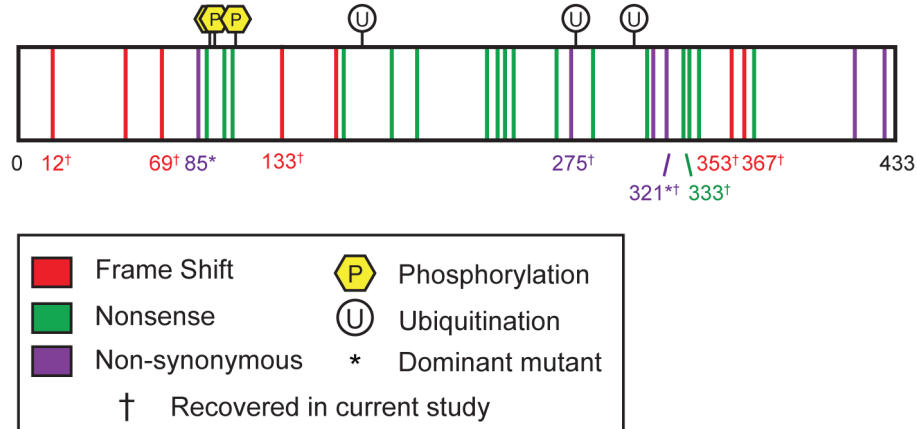 P P U U U
0 12† 69† 85* 133† 275† 353† 367† 433
321*† 333†
Frame Shift P Phosphorylation
Nonsense U Ubiquitination
Non-synonymous * Dominant mutant
† Recovered in current study